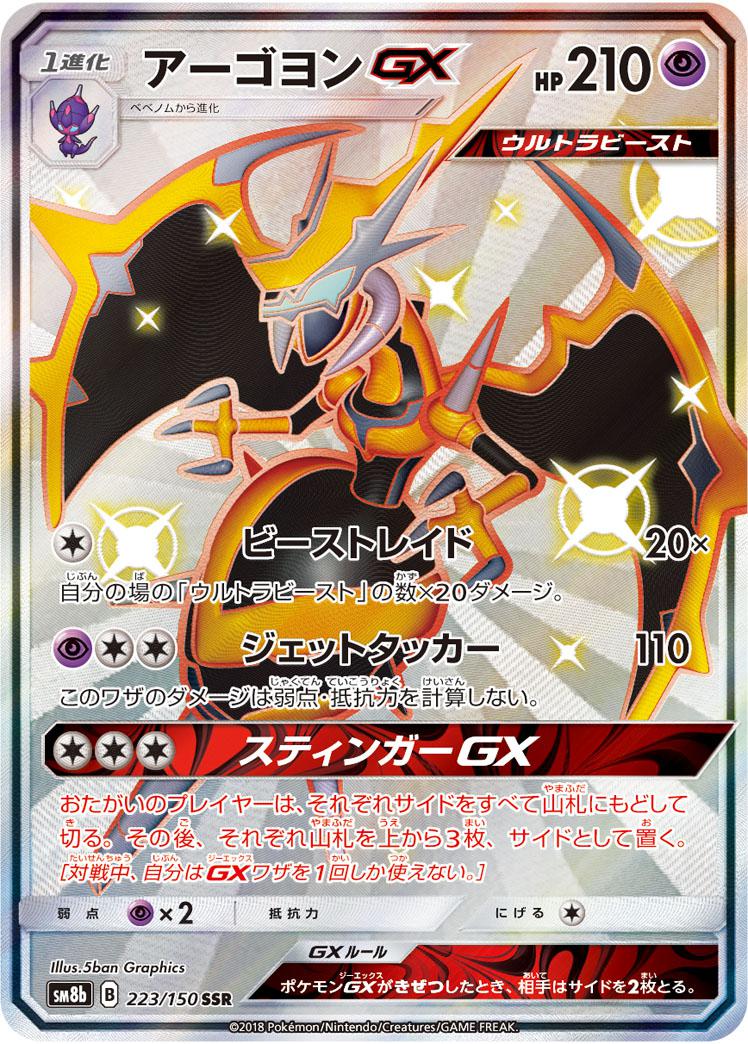 1進化
アーゴヨンGX
HP210
ベベノムから進化
ウルトラビースト
ビーストレイド 20×
自分の場の「ウルトラビースト」の数×20ダメージ。
ジェットタッカー 110
このワザのダメージは弱点・抵抗力を計算しない。
スティンガーGX
おたがいのプレイヤーは、それぞれサイドをすべて山札にもどして
切る。その後、それぞれ山札を上から3枚、サイドとして置く。
[対戦中、自分はGXワザを1回しか使えない。]
弱点 ×2 抵抗力 にげる
Illus.5ban Graphics
GXルール
ポケモンGXがきぜつしたとき、相手はサイドを2枚とる。
SM8b B 223/150 SSR
©2018 Pokémon/Nintendo/Creatures/GAME FREAK.